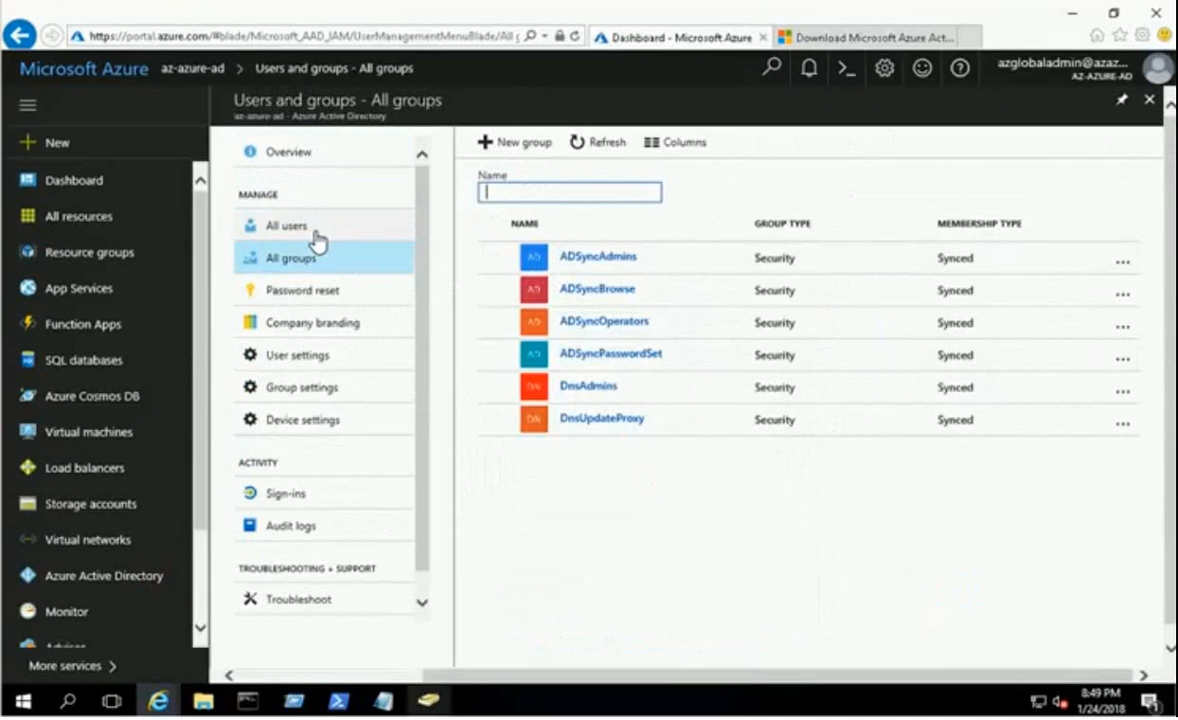 https://portal.azure.com/#blade/Microsoft_AAD_IAM/UserManagementMenuBlade/All g
Dashboard - Microsoft Azure
Download Microsoft Azure Act...
Microsoft Azure az-azure-ad > Users and groups - All groups
azglobaladmin@azaz...
AZ-AZURE-AD
Users and groups - All groups
az-azure-ad - Azure Active Directory
New
Dashboard
All resources
Resource groups
App Services
Function Apps
SQL databases
Azure Cosmos DB
Virtual machines
Load balancers
Storage accounts
Virtual networks
Azure Active Directory
Monitor
More services >
Overview
MANAGE
All users
All groups
Password reset
Company branding
User settings
Group settings
Device settings
ACTIVITY
Sign-ins
Audit logs
TROUBLESHOOTING + SUPPORT
Troubleshoot
New group Refresh Columns
Name
NAME GROUP TYPE MEMBERSHIP TYPE
AD ADSyncAdmins Security Synced ...
AD ADSyncBrowse Security Synced ...
AD ADSyncOperators Security Synced ...
AD ADSyncPasswordSet Security Synced ...
DN DnsAdmins Security Synced ...
DN DnsUpdateProxy Security Synced ...
8:49 PM
1/24/2018